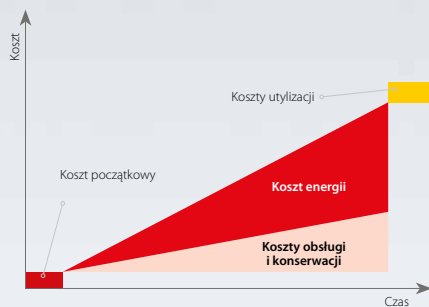 Koszt
Koszty utylizacji
Koszt początkowy
Koszt energii
Koszty obsługi
i konserwacji
Czas